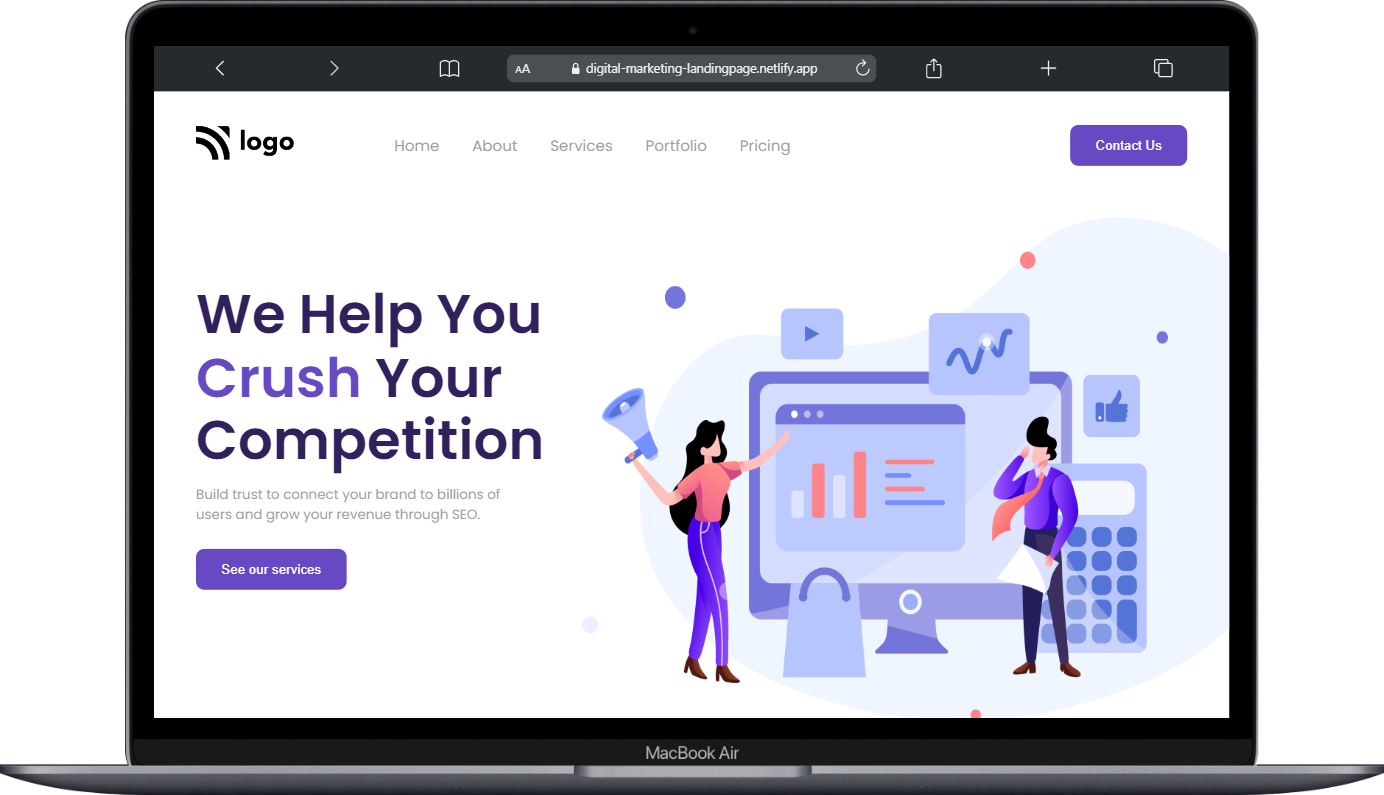 AA digital-marketing-landingpage.netlify.app
logo Home About Services Portfolio Pricing Contact Us
We Help You
Crush Your
Competition
Build trust to connect your brand to billions of
users and grow your revenue through SEO.
See our services
MacBook Air